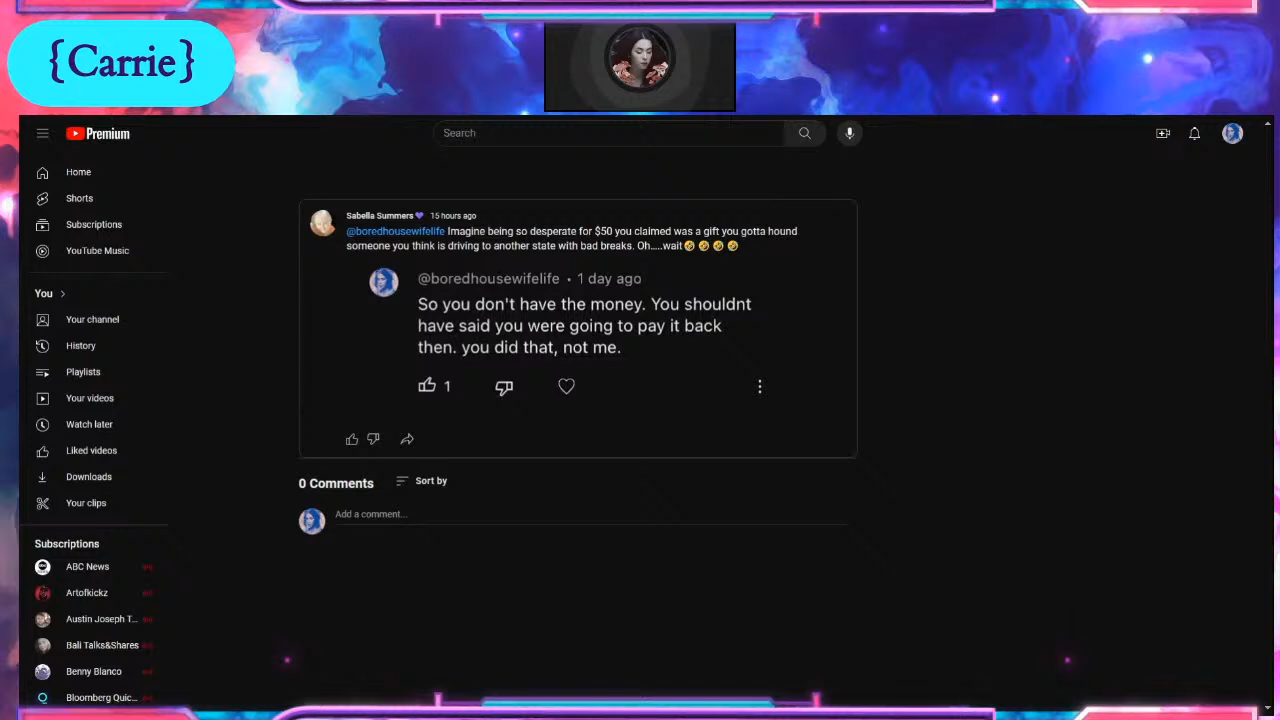 {Carrie}
Premium
Search
Home
Shorts
Subscriptions
YouTube Music
You
Your channel
History
Playlists
Your videos
Watch later
Liked videos
Downloads
Your clips
Subscriptions
ABC News
Artofkickz
Austin Joseph T...
Bali Talks&Shares
Benny Blanco
Bloomberg Quic...
Sabella Summers💜 15 hours ago
@boredhousewifelife Imagine being so desperate for $50 you claimed was a gift you gotta hound
someone you think is driving to another state with bad breaks. Oh.....wait🤣 🤣 🤣 🤣
@boredhousewifelife • 1 day ago
So you don't have the money. You shouldnt
have said you were going to pay it back
then. you did that, not me.
1
0 Comments Sort by
Add a comment...